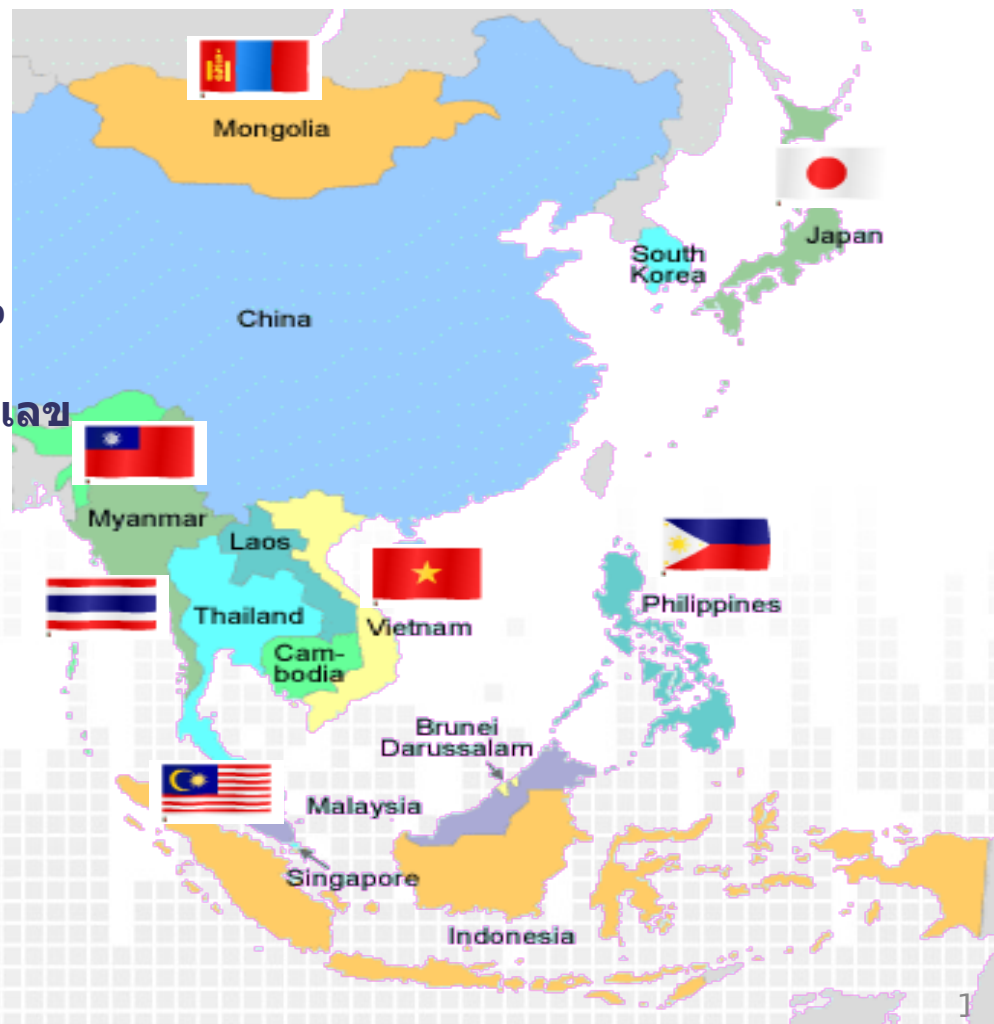 Mongolia
Japan
South
Korea
China
เลข
Myanmar
Laos
Thailand
Vietnam
Philippines
Cam-
bodia
Brunei
Darussalam
Malaysia
Singapore
Indonesia
1